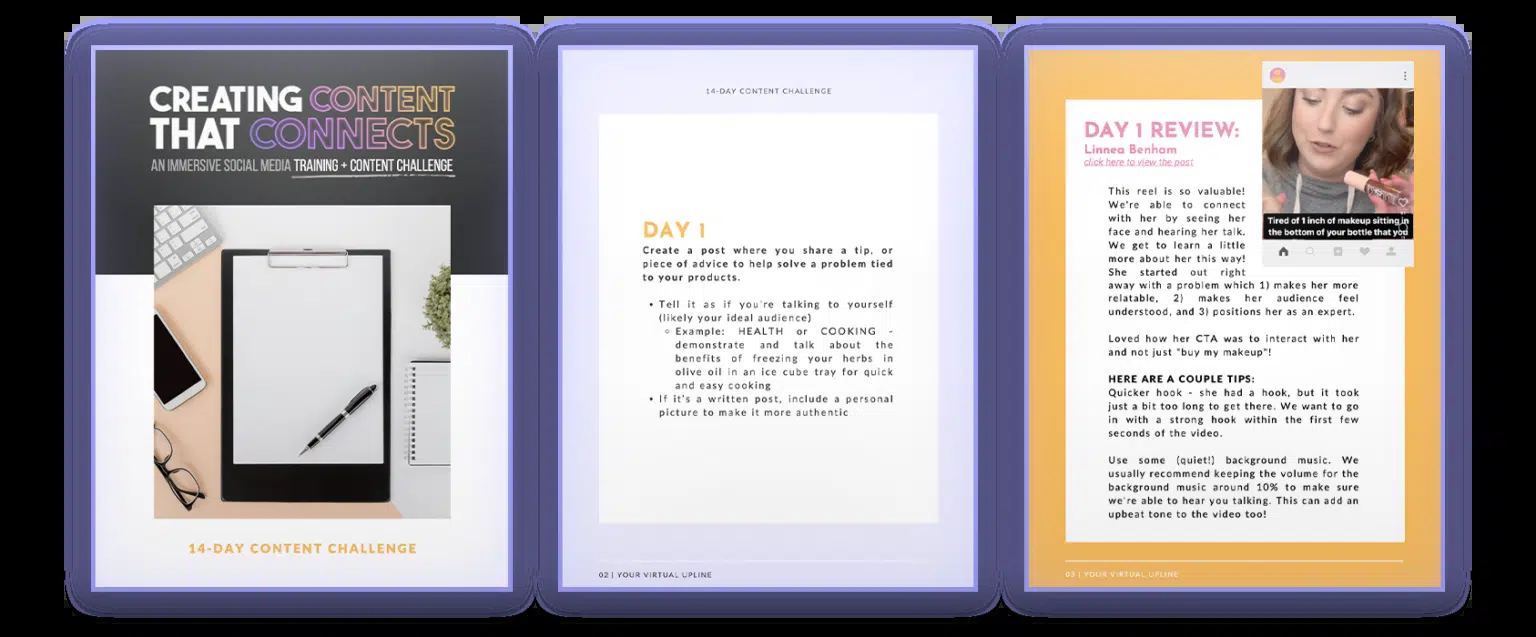 CREATING CONTENT
THAT CONNECTS
AN IMMERSIVE SOCIAL MEDIA TRAINING + CONTENT CHALLENGE
14-DAY CONTENT CHALLENGE
14-DAY CONTENT CHALLENGE
DAY 1
Create a post where you share a tip, or
piece of advice to help solve a problem tied
to your products.
• Tell it as if you're talking to yourself
(likely your ideal audience)
○ Example: HEALTH or COOKING -
demonstrate and talk about the
benefits of freezing your herbs in
olive oil in an ice cube tray for quick
and easy cooking
• If it's a written post, include a personal
picture to make it more authentic
02 | YOUR VIRTUAL UPLINE
DAY 1 REVIEW:
Linnea Benham
click here to view the post
This reel is so valuable!
We're able to connect
with her by seeing her
face and hearing her talk.
We get to learn a little
more about her this way!
She started out right
away with a problem which 1) makes her more
relatable, 2) makes her audience feel
understood, and 3) positions her as an expert.
Loved how her CTA was to interact with her
and not just "buy my makeup"!
HERE ARE A COUPLE TIPS:
Quicker hook - she had a hook, but it took
just a bit too long to get there. We want to go
in with a strong hook within the first few
seconds of the video.
Use some (quiet!) background music. We
usually recommend keeping the volume for the
background music around 10% to make sure
we're able to hear you talking. This can add an
upbeat tone to the video too!
Tired of 1 inch of makeup sitting in
the bottom of your bottle that you
03 | YOUR VIRTUAL UPLINE